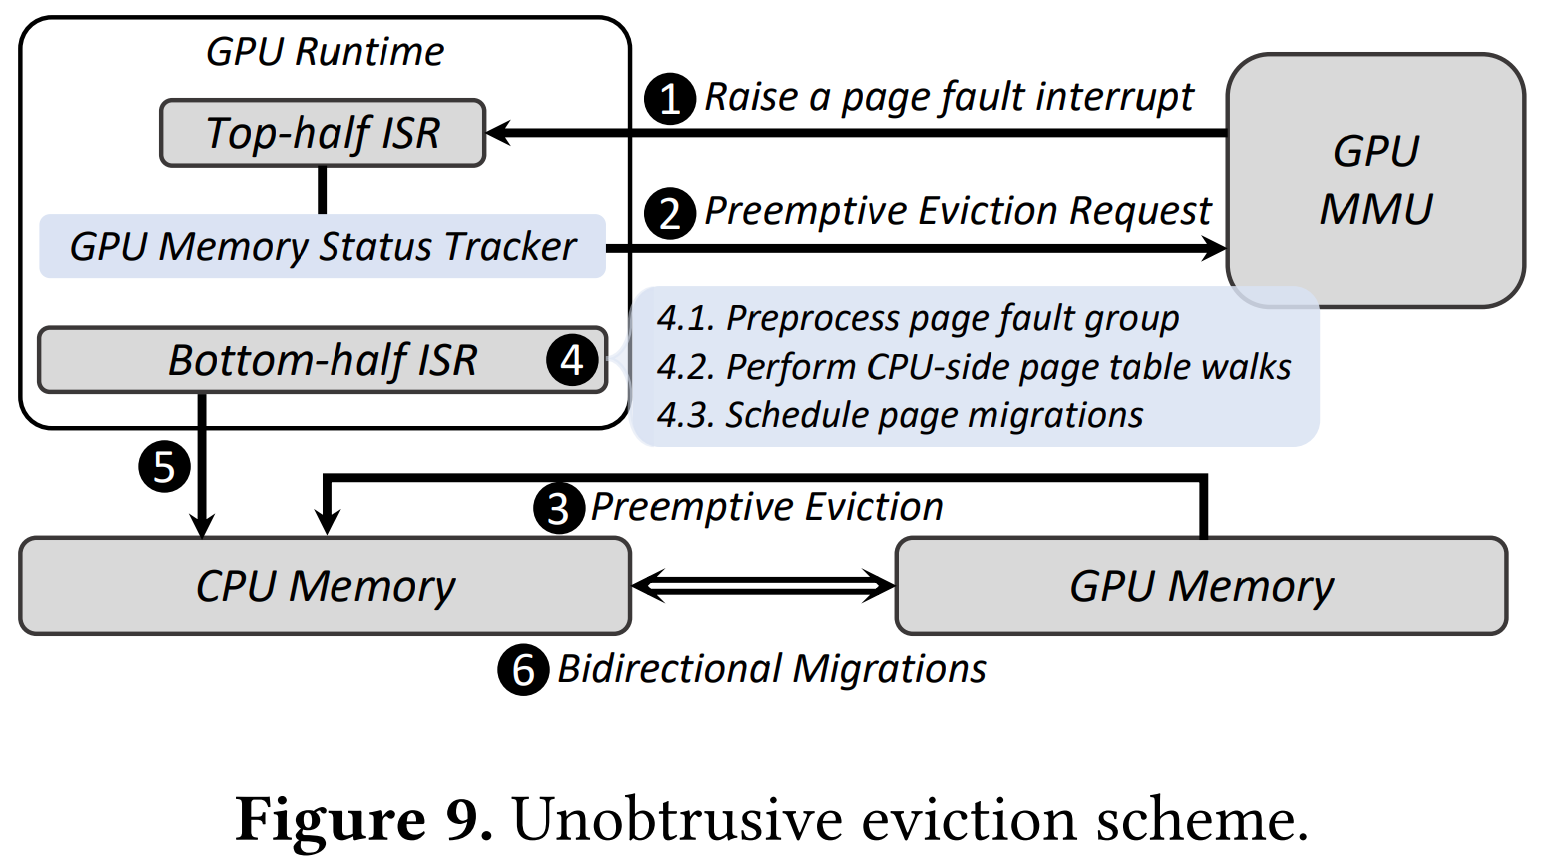 GPU Runtime
Top-half ISR
1 Raise a page fault interrupt
GPU
MMU
2 Preemptive Eviction Request
GPU Memory Status Tracker
Bottom-half ISR 4
4.1. Preprocess page fault group
4.2. Perform CPU-side page table walks
4.3. Schedule page migrations
5
3 Preemptive Eviction
CPU Memory
GPU Memory
6 Bidirectional Migrations
Figure 9. Unobtrusive eviction scheme.